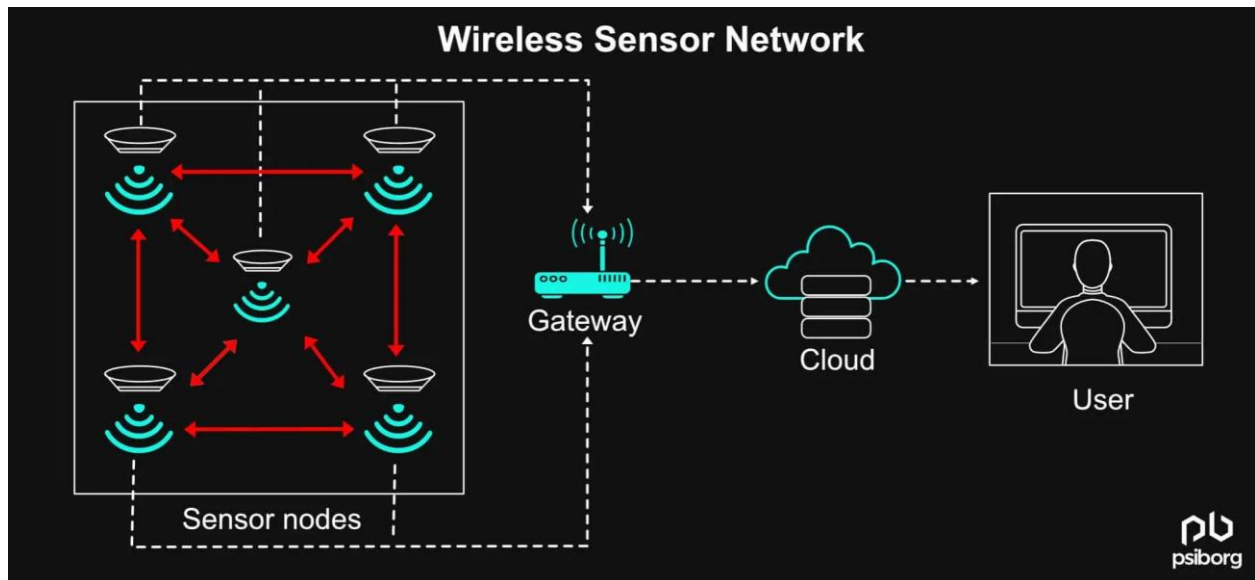 Wireless Sensor Network
Gateway
Cloud
User
Sensor nodes
psiborg